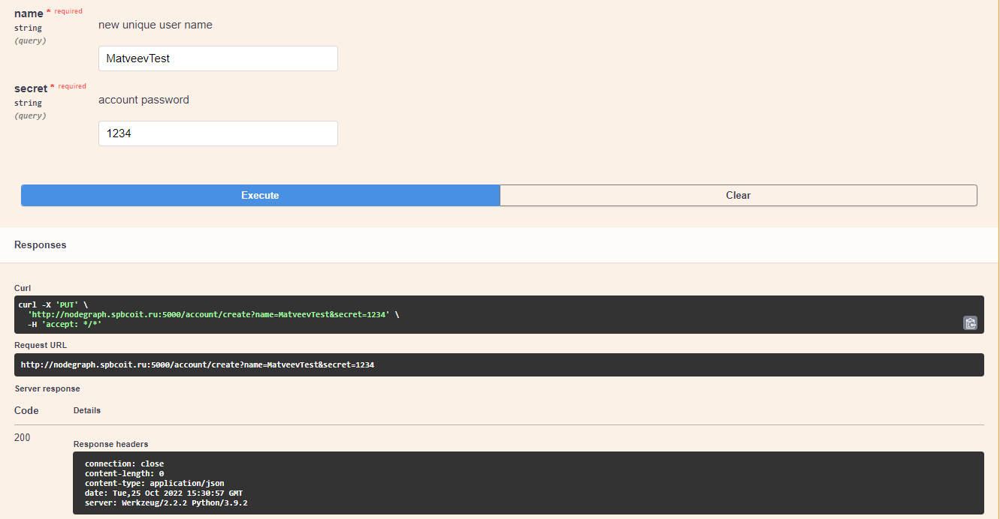 name * required
string
(query)
new unique user name
MatveevTest
secret * required
string
(query)
account password
1234
Execute
Clear
Responses
Curl
curl -X 'PUT' \
'http://nodegraph.spbcoit.ru:5000/account/create?name=MatveevTest&secret=1234' \
-H 'accept: */*'
Request URL
http://nodegraph.spbcoit.ru:5000/account/create?name=MatveevTest&secret=1234
Server response
Code
Details
200
Response headers
connection: close
content-length: 0
content-type: application/json
date: Tue,25 Oct 2022 15:30:57 GMT
server: Werkzeug/2.2.2 Python/3.9.2